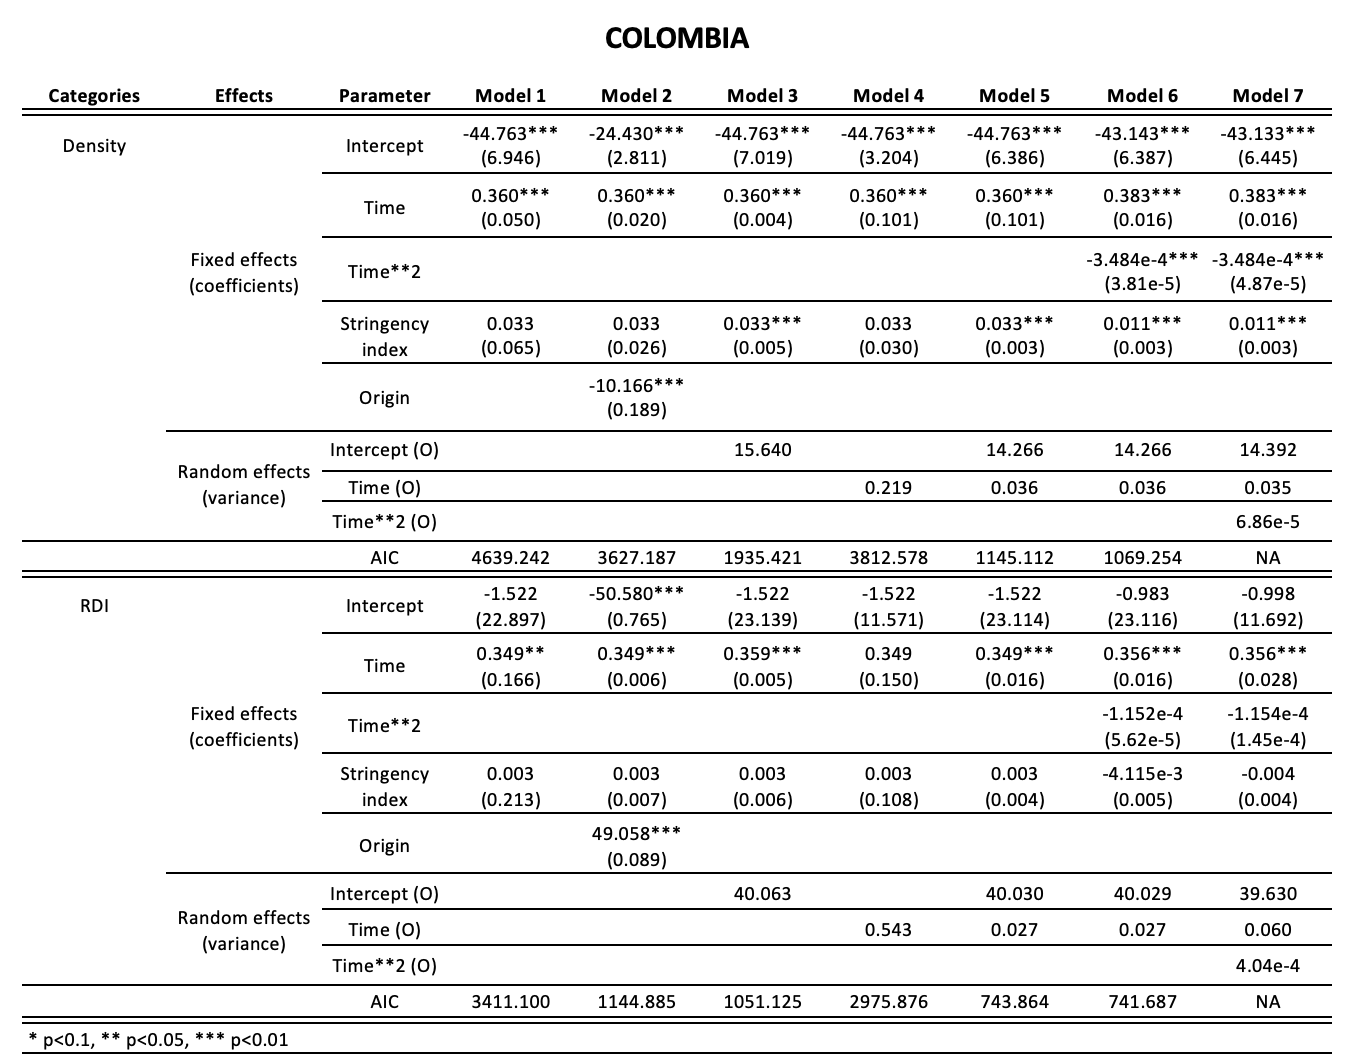 COLOMBIA
Categories Effects Parameter Model 1 Model 2 Model 3 Model 4 Model 5 Model 6 Model 7
Density Fixed effects (coefficients) Intercept -44.763*** -24.430*** -44.763*** -44.763*** -44.763*** -43.143*** -43.133***
(6.946) (2.811) (7.019) (3.204) (6.386) (6.387) (6.445)
Time 0.360*** 0.360*** 0.360*** 0.360*** 0.360*** 0.383*** 0.383***
(0.050) (0.020) (0.004) (0.101) (0.101) (0.016) (0.016)
Time**2 -3.484e-4*** -3.484e-4***
(3.81e-5) (4.87e-5)
Stringency index 0.033 0.033 0.033*** 0.033 0.033*** 0.011*** 0.011***
(0.065) (0.026) (0.005) (0.030) (0.003) (0.003) (0.003)
Origin -10.166***
(0.189)
Random effects (variance) Intercept (O) 15.640 14.266 14.266 14.392
Time (O) 0.219 0.036 0.036 0.035
Time**2 (O) 6.86e-5
AIC 4639.242 3627.187 1935.421 3812.578 1145.112 1069.254 NA
RDI Fixed effects (coefficients) Intercept -1.522 -50.580*** -1.522 -1.522 -1.522 -0.983 -0.998
(22.897) (0.765) (23.139) (11.571) (23.114) (23.116) (11.692)
Time 0.349** 0.349*** 0.359*** 0.349 0.349*** 0.356*** 0.356***
(0.166) (0.006) (0.005) (0.150) (0.016) (0.016) (0.028)
Time**2 -1.152e-4 -1.154e-4
(5.62e-5) (1.45e-4)
Stringency index 0.003 0.003 0.003 0.003 0.003 -4.115e-3 -0.004
(0.213) (0.007) (0.006) (0.108) (0.004) (0.005) (0.004)
Origin 49.058***
(0.089)
Random effects (variance) Intercept (O) 40.063 40.030 40.029 39.630
Time (O) 0.543 0.027 0.027 0.060
Time**2 (O) 4.04e-4
AIC 3411.100 1144.885 1051.125 2975.876 743.864 741.687 NA
* p<0.1, ** p<0.05, *** p<0.01